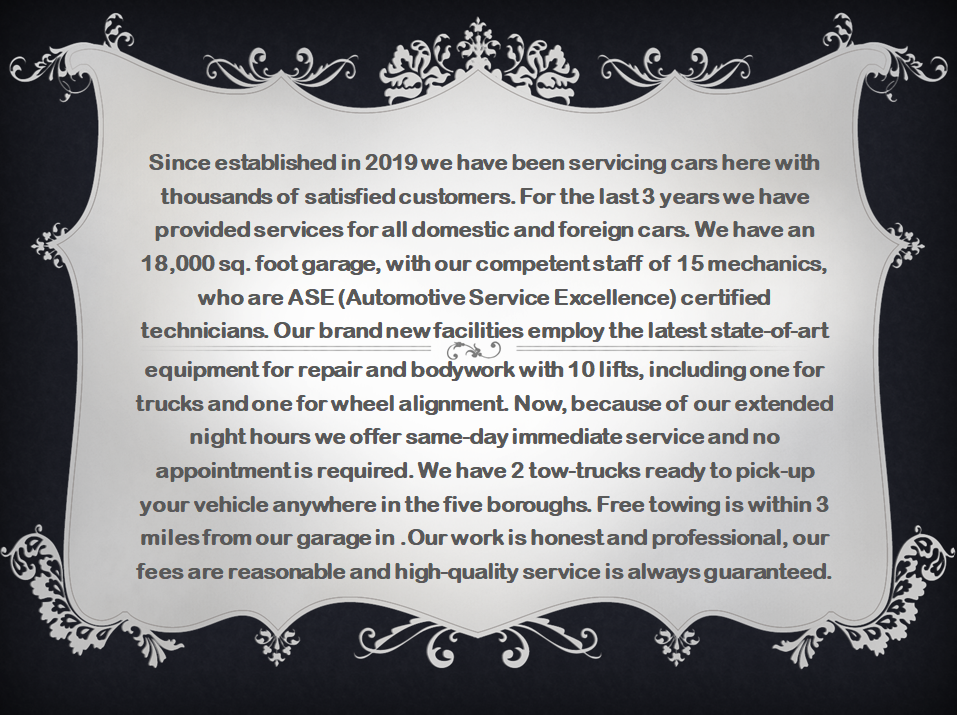 Since established in 2019 we have been servicing cars here with
thousands of satisfied customers. For the last 3 years we have
provided services for all domestic and foreign cars. We have an
18,000 sq. foot garage, with our competent staff of 15 mechanics,
who are ASE (Automotive Service Excellence) certified
technicians. Our brand new facilities employ the latest state-of-art
equipment for repair and bodywork with 10 lifts, including one for
trucks and one for wheel alignment. Now, because of our extended
night hours we offer same-day immediate service and no
appointment is required. We have 2 tow-trucks ready to pick-up
your vehicle anywhere in the five boroughs. Free towing is within 3
miles from our garage in .Our work is honest and professional, our
fees are reasonable and high-quality service is always guaranteed.